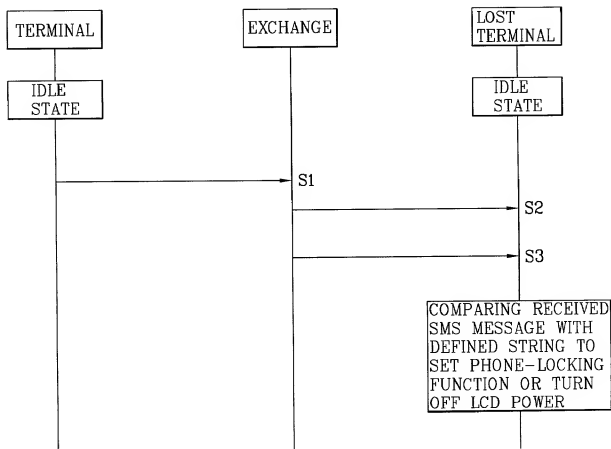 TERMINAL
EXCHANGE
LOST
TERMINAL
IDLE
STATE
IDLE
STATE
S1
S2
S3
COMPARING RECEIVED
SMS MESSAGE WITH
DEFINED STRING TO
SET PHONE-LOCKING
FUNCTION OR TURN
OFF LCD POWER